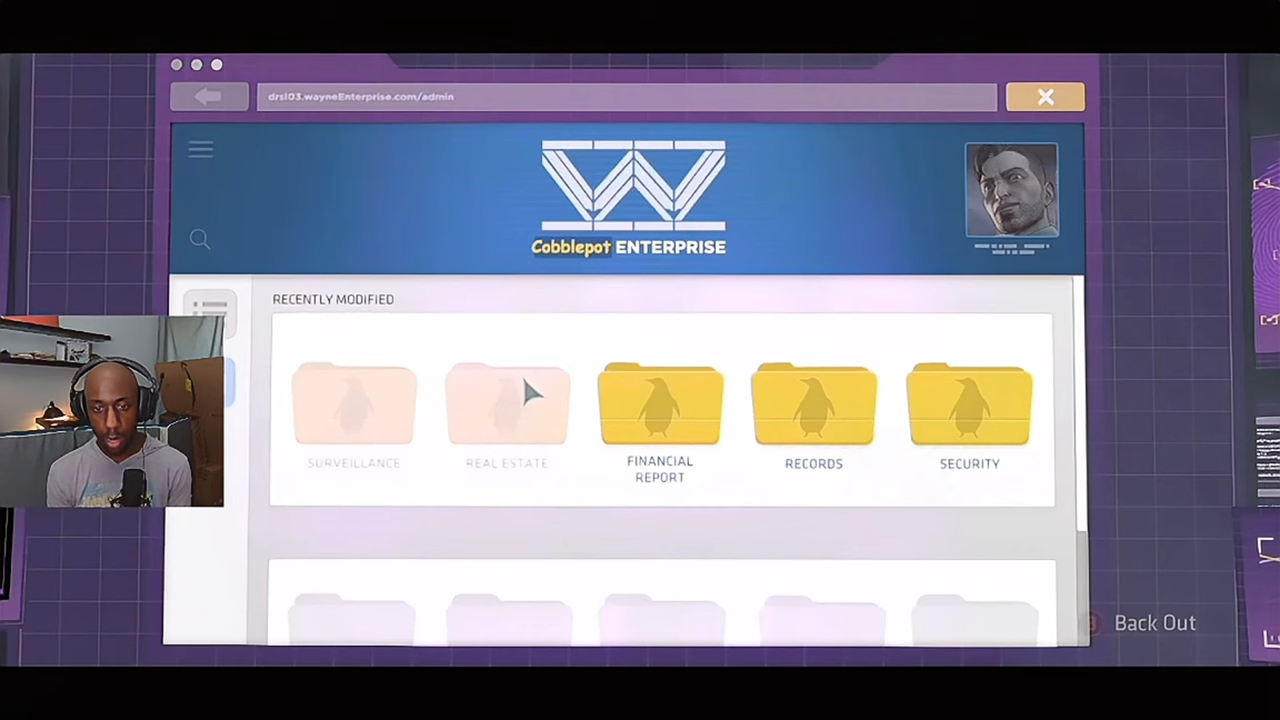 drsl03.wayneEnterprise.com/admin
Cobblepot ENTERPRISE
RECENTLY MODIFIED
SURVEILLANCE
REAL ESTATE
FINANCIAL
REPORT
RECORDS
SECURITY
Back Out